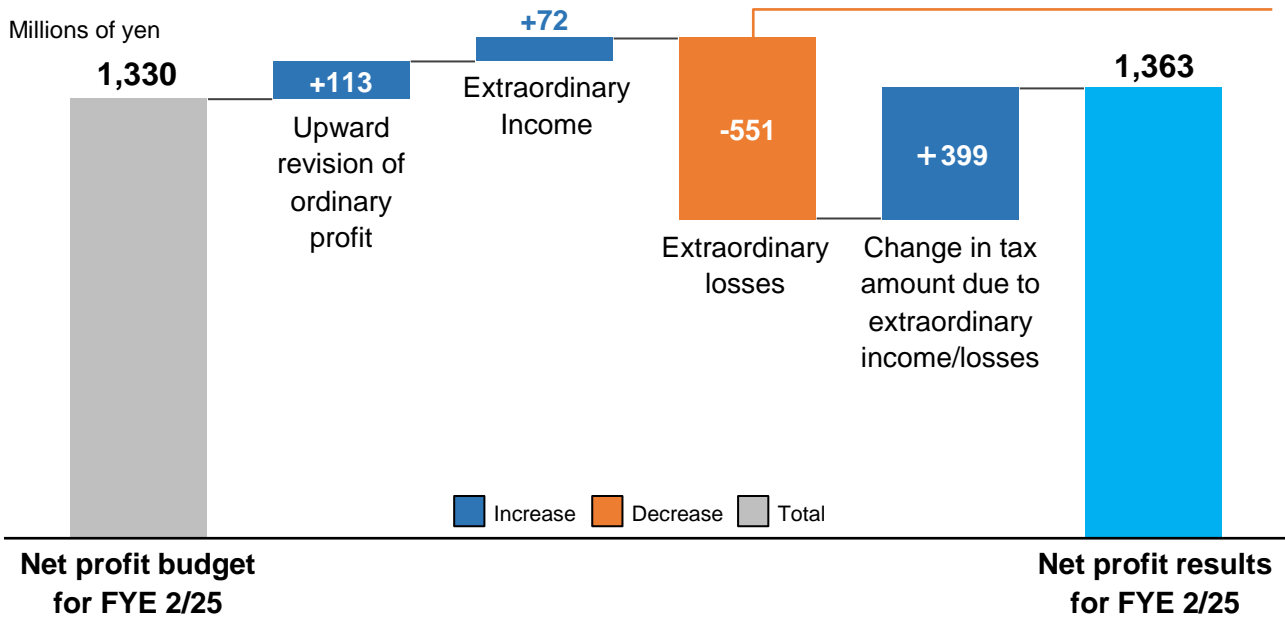 Millions of yen
1,330
+113
Upward
revision of
ordinary
profit
+72
Extraordinary
Income
-551
Extraordinary
losses
＋399
Change in tax
amount due to
extraordinary
income/losses
1,363
Increase
Decrease
Total
Net profit budget
for FYE 2/25
Net profit results
for FYE 2/25